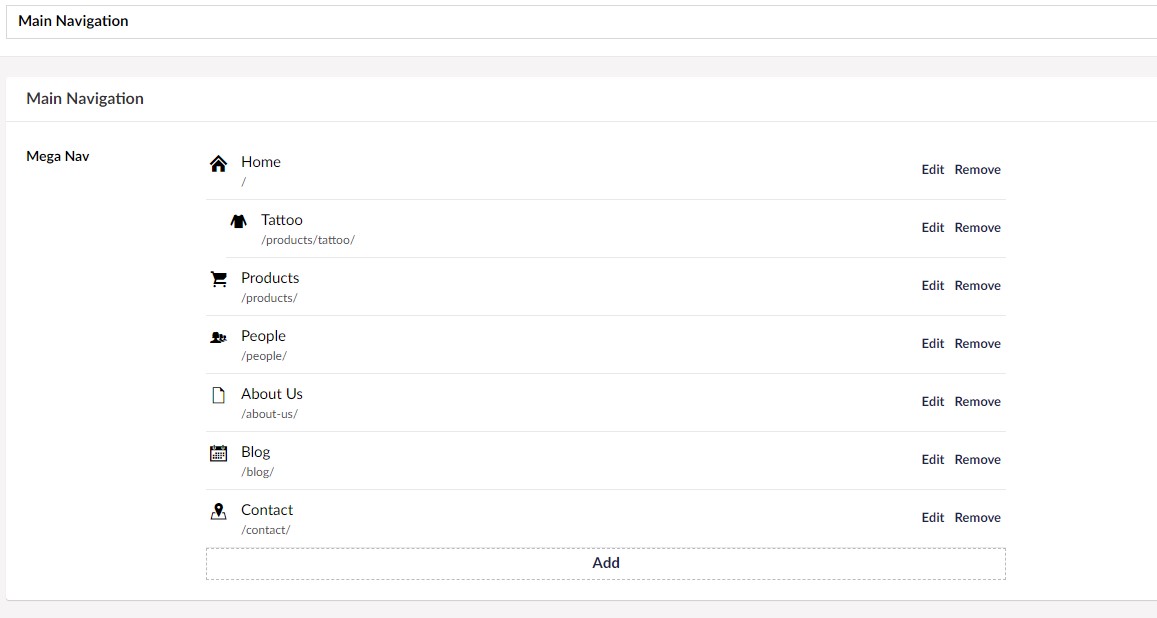 Main Navigation
Main Navigation
Mega Nav
Home
/
Edit Remove
Tattoo
/products/tattoo/
Edit Remove
Products
/products/
Edit Remove
People
/people/
Edit Remove
About Us
/about-us/
Edit Remove
Blog
/blog/
Edit Remove
Contact
/contact/
Edit Remove
Add